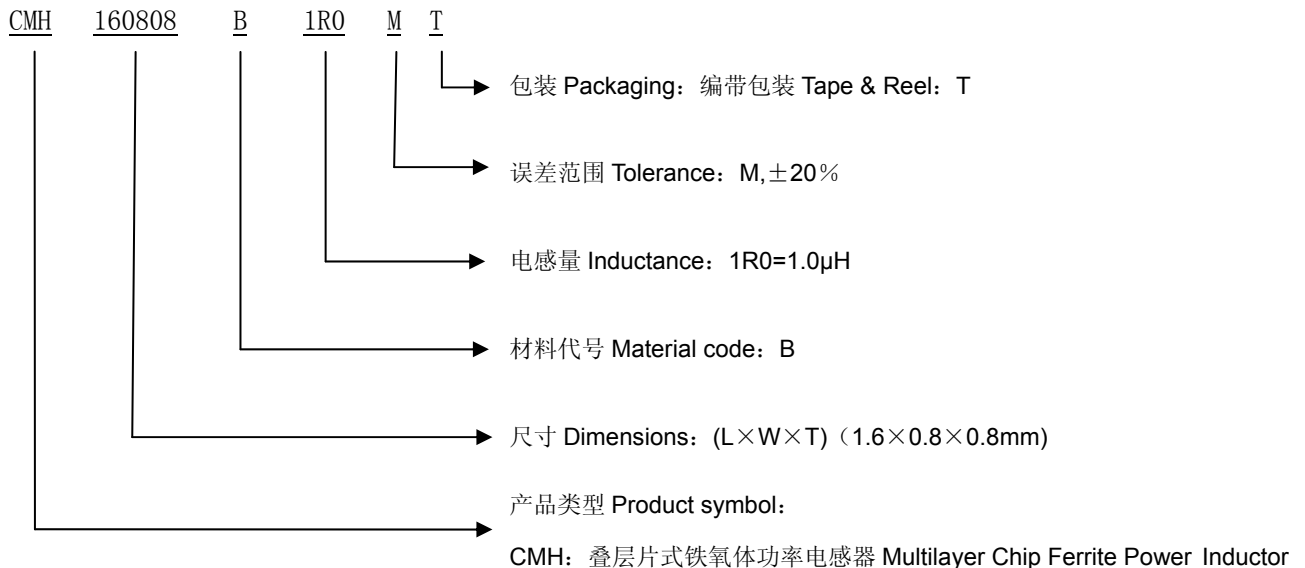 CMH 160808 B 1R0 M T
包装 Packaging：编带包装 Tape & Reel：T
误差范围 Tolerance：M,±20％
电感量 Inductance：1R0=1.0μH
材料代号 Material code：B
尺寸 Dimensions：(L×W×T)（1.6×0.8×0.8mm)
产品类型 Product symbol：
CMH：叠层片式铁氧体功率电感器 Multilayer Chip Ferrite Power Inductor